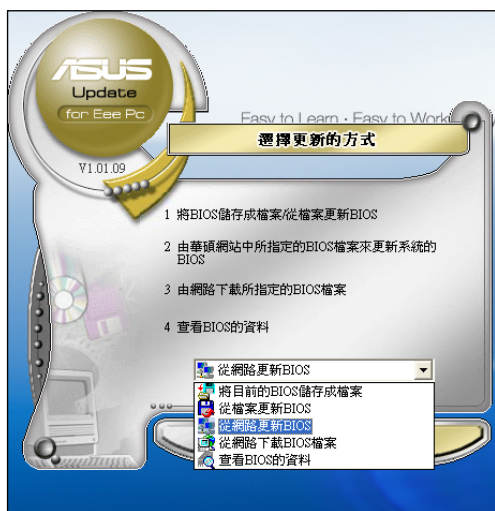 ASUS
Update
for Eee Pc
V1.01.09
Easy to Learn · Easy to Work
選擇更新的方式
1 將BIOS儲存成檔案/從檔案更新BIOS
2 由華碩網站中所指定的BIOS檔案來更新系統的
BIOS
3 由網路下載所指定的BIOS檔案
4 查看BIOS的資料
從網路更新BIOS
將目前的BIOS儲存成檔案
從檔案更新BIOS
從網路更新BIOS
從網路下載BIOS檔案
查看BIOS的資料